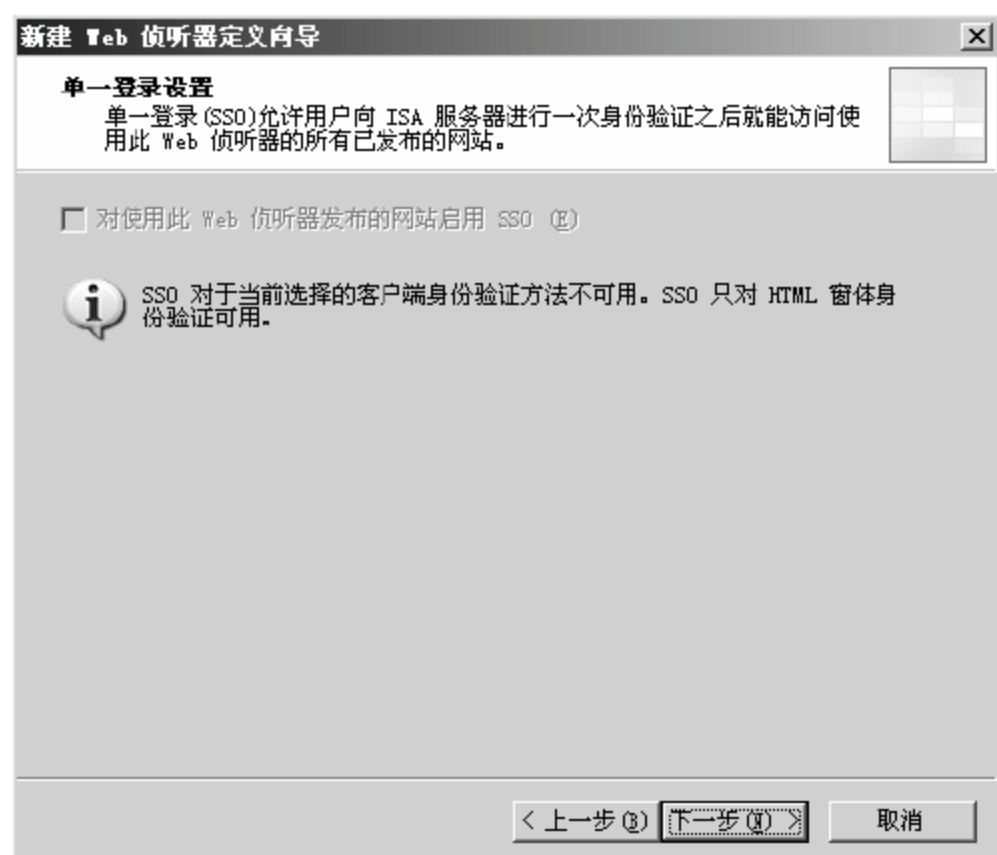 新建 Web 侦听器定义向导
单一登录设置
单一登录(SSO)允许用户向 ISA 服务器进行一次身份验证之后就能访问使
用此 Web 侦听器的所有已发布的网站。
对使用此 Web 侦听器发布的网站启用 SSO (E)
SSO 对于当前选择的客户端身份验证方法不可用。SSO 只对 HTML 窗体身
份验证可用。
< 上一步(B) 下一步(N) > 取消